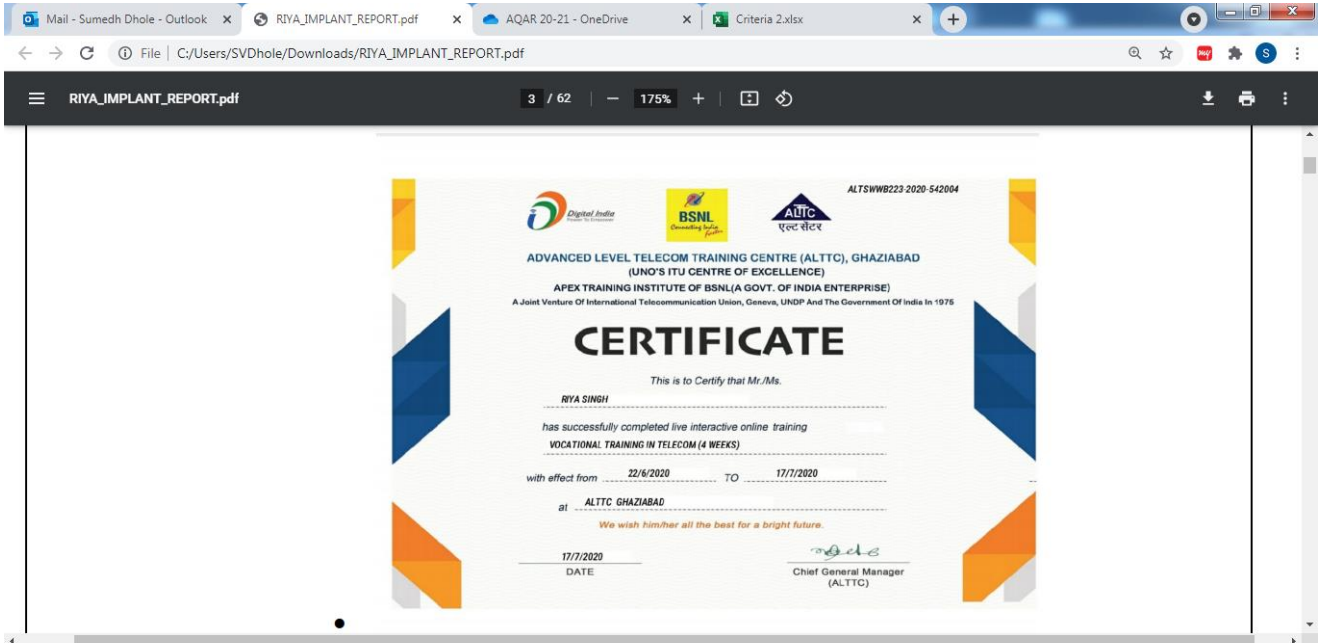 Mail - Sumedh Dhole - Outlook
RIYA_IMPLANT_REPORT.pdf
AQAR 20-21 - OneDrive
Criteria 2.xlsx
File | C:/Users/SVDhole/Downloads/RIYA_IMPLANT_REPORT.pdf
S
RIYA_IMPLANT_REPORT.pdf
3 / 62
175%
ALTSWWB223-2020-542004
Digital India
Power To Empower
BSNL
Connecting India
Faster
ALTTC
एल्ट सेंटर
ADVANCED LEVEL TELECOM TRAINING CENTRE (ALTTC), GHAZIABAD
(UNO'S ITU CENTRE OF EXCELLENCE)
APEX TRAINING INSTITUTE OF BSNL(A GOVT. OF INDIA ENTERPRISE)
A Joint Venture Of International Telecommunication Union, Geneva, UNDP And The Government Of India In 1975
CERTIFICATE
This is to Certify that Mr./Ms.
RIYA SINGH
has successfully completed live interactive online training
VOCATIONAL TRAINING IN TELECOM (4 WEEKS)
with effect from 22/6/2020 TO 17/7/2020
at ALTTC GHAZIABAD
We wish him/her all the best for a bright future.
17/7/2020
DATE
Chief General Manager
(ALTTC)